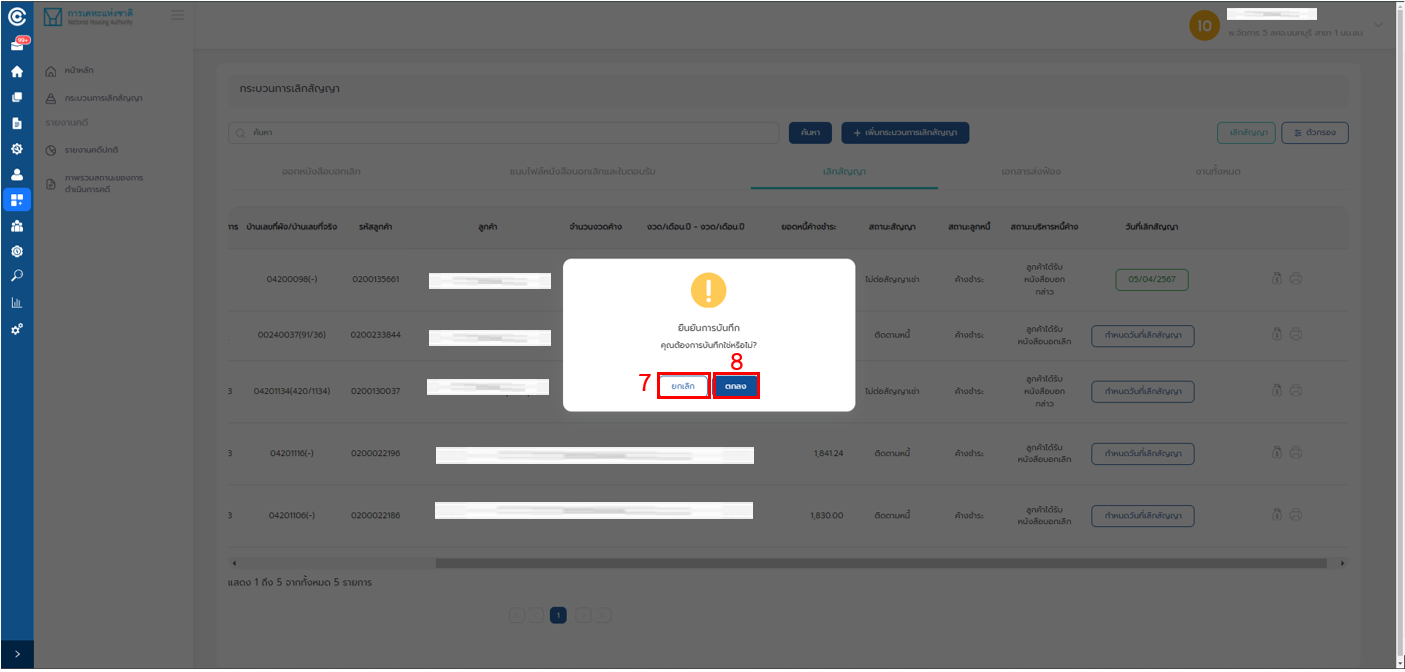 การเคหะแห่งชาติ
National Housing Authority
99+
IO
พ.จัดการ 5 สคจ.นนทบุรี สาขา 1 บบ.ชน
หน้าหลัก
กระบวนการเลิกสัญญา
รายงานคดี
รายงานคดีปกติ
ภาพรวมสถานะของการ
ดำเนินการคดี
กระบวนการเลิกสัญญา
ค้นหา
ค้นหา
+ เพิ่มกระบวนการเลิกสัญญา
เลิกสัญญา
ตัวกรอง
ออกหนังสือบอกเลิก
แนบไฟล์หนังสือบอกเลิกและใบตอบรับ
เลิกสัญญา
เอกสารส่งฟ้อง
งานทั้งหมด
าาร บ้านเลขที่ผัง/บ้านเลขที่จริง รหัสลูกค้า ลูกค้า จำนวนงวดค้าง งวด/เดือน.ปี - งวด/เดือน.ปี ยอดหนี้ค้างชำระ สถานะสัญญา สถานะลูกหนี้ สถานะบริหารหนี้ค้าง วันที่เลิกสัญญา
04200098(-) 0200135661 ไม่ต่อสัญญาเช่า ค้างชำระ ลูกค้าได้รับ
หนังสือบอก
กล่าว
05/04/2567
00240037(91/36) 0200233844 ติดตามหนี้ ค้างชำระ ลูกค้าได้รับ
หนังสือบอกเลิก
กำหนดวันที่เลิกสัญญา
3 04201134(420/1134) 0200130037 ไม่ต่อสัญญาเช่า ค้างชำระ ลูกค้าได้รับ
หนังสือบอก
กล่าว
กำหนดวันที่เลิกสัญญา
3 04201116(-) 0200022196 1,841.24 ติดตามหนี้ ค้างชำระ ลูกค้าได้รับ
หนังสือบอกเลิก
กำหนดวันที่เลิกสัญญา
3 04201106(-) 0200022186 1,830.00 ติดตามหนี้ ค้างชำระ ลูกค้าได้รับ
หนังสือบอกเลิก
กำหนดวันที่เลิกสัญญา
ยืนยันการบันทึก
คุณต้องการบันทึกใช่หรือไม่?
7 ยกเลิก
8 ตกลง
แสดง 1 ถึง 5 จากทั้งหมด 5 รายการ
1